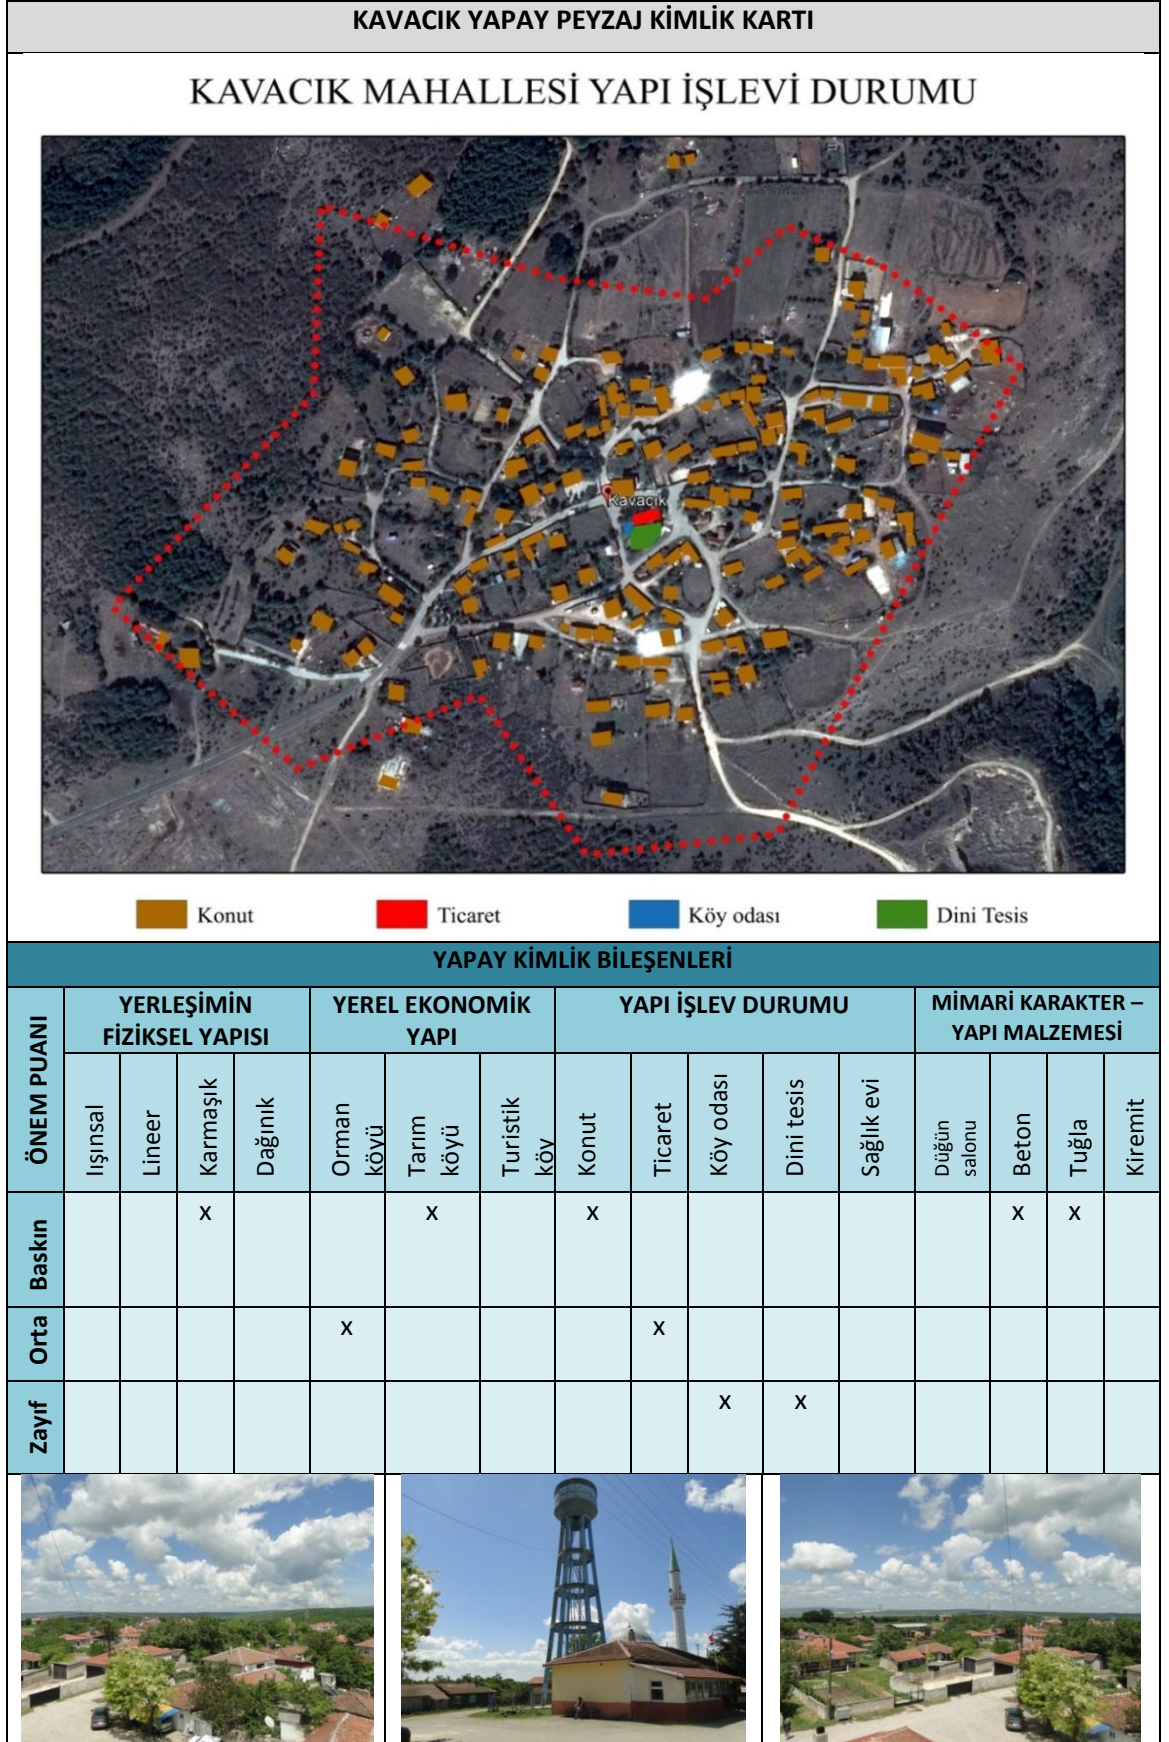 KAVACIK YAPAY PEYZAJ KİMLİK KARTI
KAVACIK MAHALLESİ YAPI İŞLEVİ DURUMU
Kavacık
Konut
Ticaret
Köy odası
Dini Tesis
YAPAY KİMLİK BİLEŞENLERİ
ÖNEM PUANI
YERLEŞİMİN
FİZİKSEL YAPISI
YEREL EKONOMİK
YAPI
YAPI İŞLEV DURUMU
MİMARİ KARAKTER –
YAPI MALZEMESİ
Işınsal
Lineer
Karmaşık
Dağınık
Orman
köyü
Tarım
köyü
Turistik
köy
Konut
Ticaret
Köy odası
Dini tesis
Sağlık evi
Düğün
salonu
Beton
Tuğla
Kiremit
Baskın
x
x
x
x
x
Orta
x
x
Zayıf
x
x